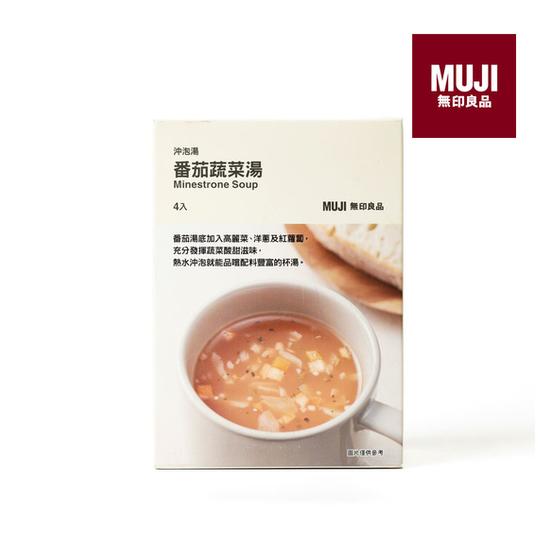 MUJI
無印良品
沖泡湯
番茄蔬菜湯
Minestrone Soup
4入
MUJI 無印良品
番茄湯底加入高麗菜、洋蔥及紅蘿蔔，
充分發揮蔬菜酸甜滋味，
熱水沖泡就能品嚐配料豐富的杯湯。
圖片僅供參考